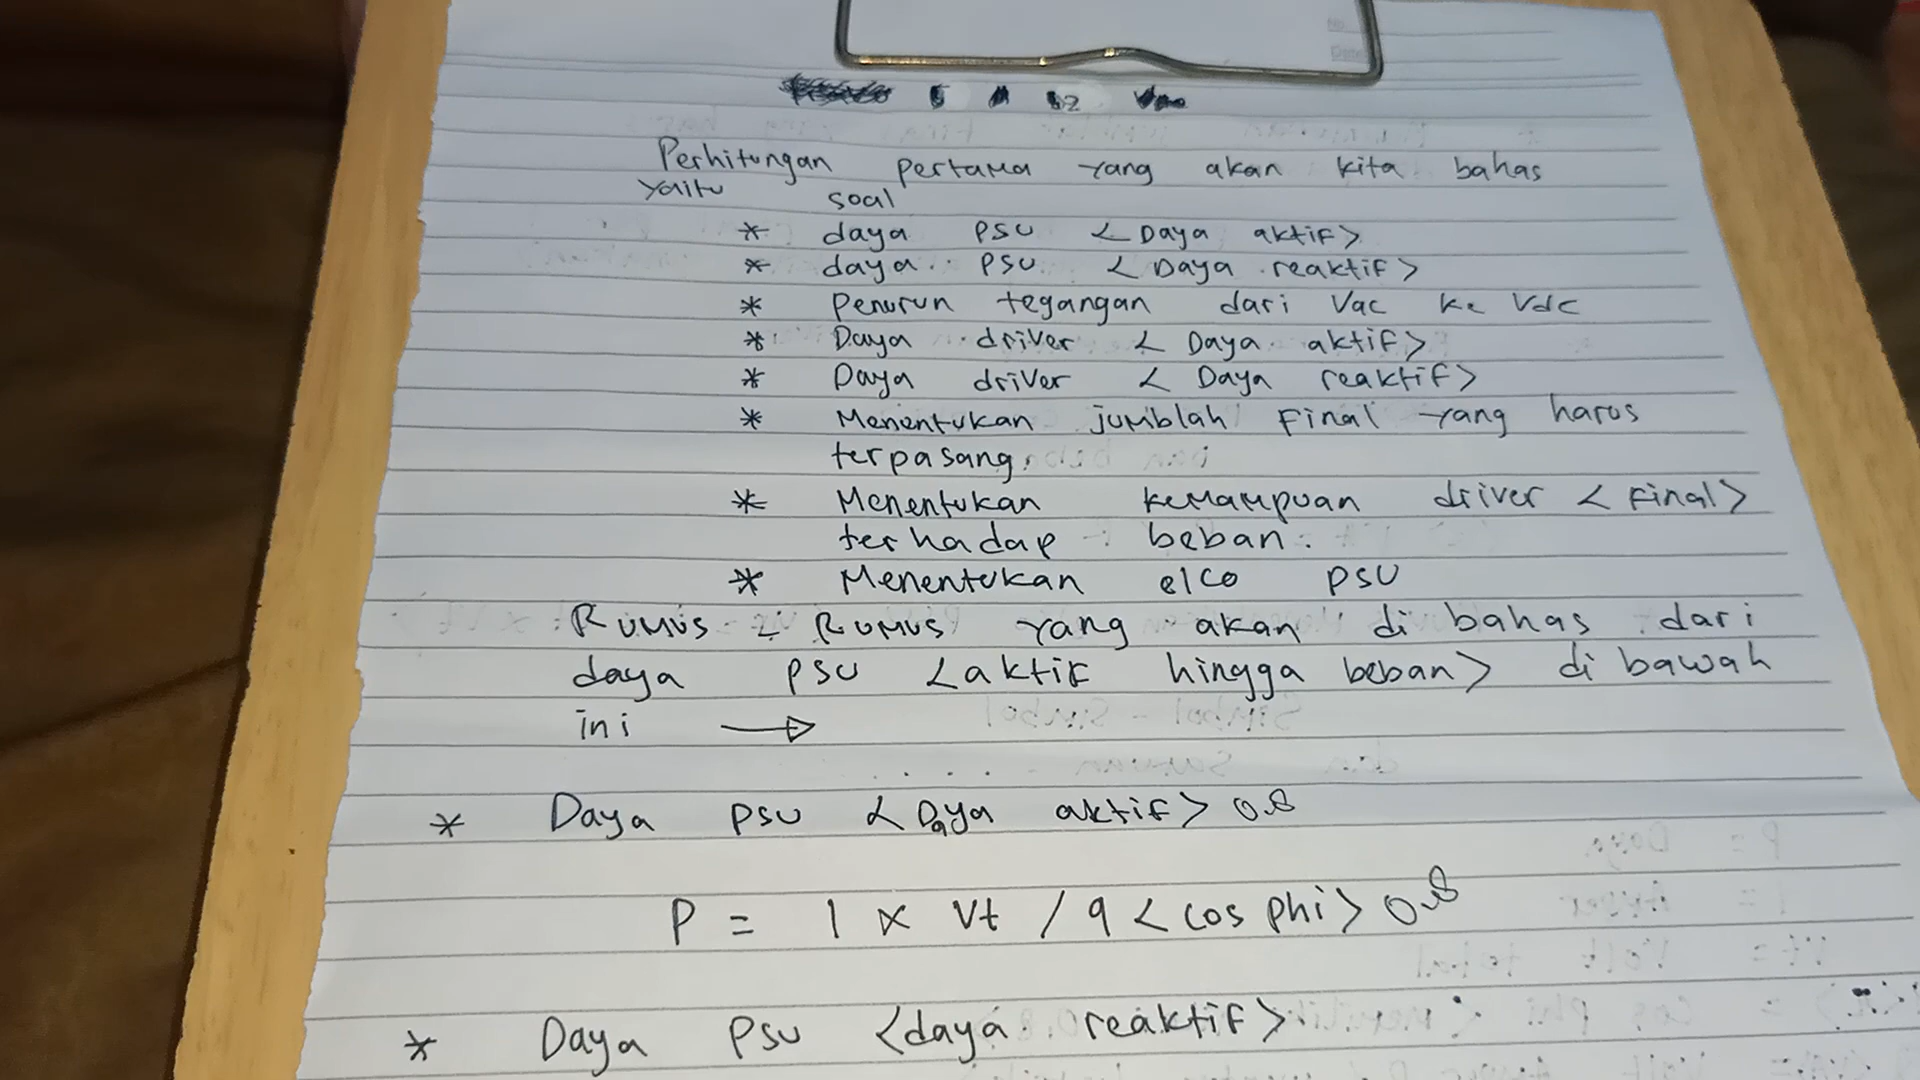 Perhitungan pertama yang akan kita bahas
yaitu soal
* daya PSU <Daya aktif>
* daya PSU <Daya reaktif>
* Penurun tegangan dari Vac ke Vdc
* Daya driver < Daya aktif>
* Daya driver < Daya reaktif>
* Menentukan jumblah Final yang harus
terpasang.
* Menentukan kemampuan driver <Final>
terhadap beban.
* Menentukan elco PSU
Rumus 2 Rumus yang akan di bahas dari
daya PSU <aktif hingga beban> di bawah
ini →
* Daya PSU <Daya aktif> 0.8
P = I x Vt / 9 <cos phi> 0.8
* Daya PSU <daya reaktif>